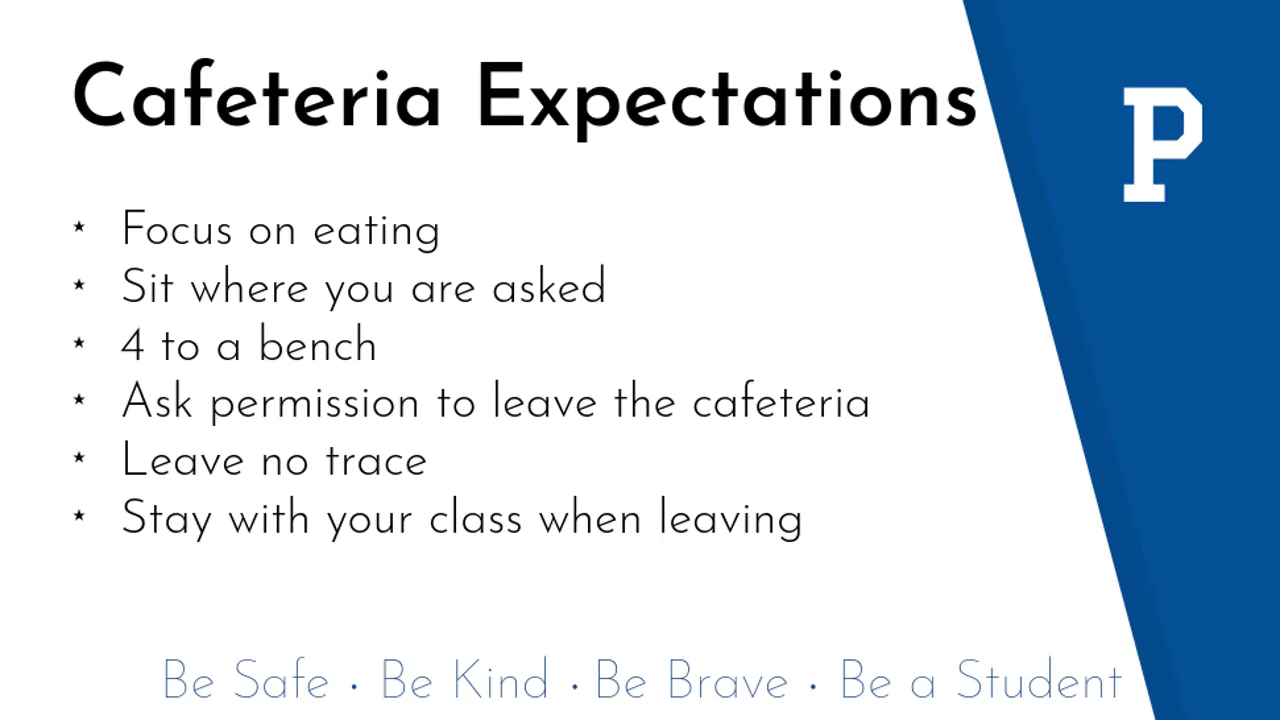 Cafeteria Expectations
P
★ Focus on eating
★ Sit where you are asked
★ 4 to a bench
★ Ask permission to leave the cafeteria
★ Leave no trace
★ Stay with your class when leaving
Be Safe • Be Kind • Be Brave • Be a Student